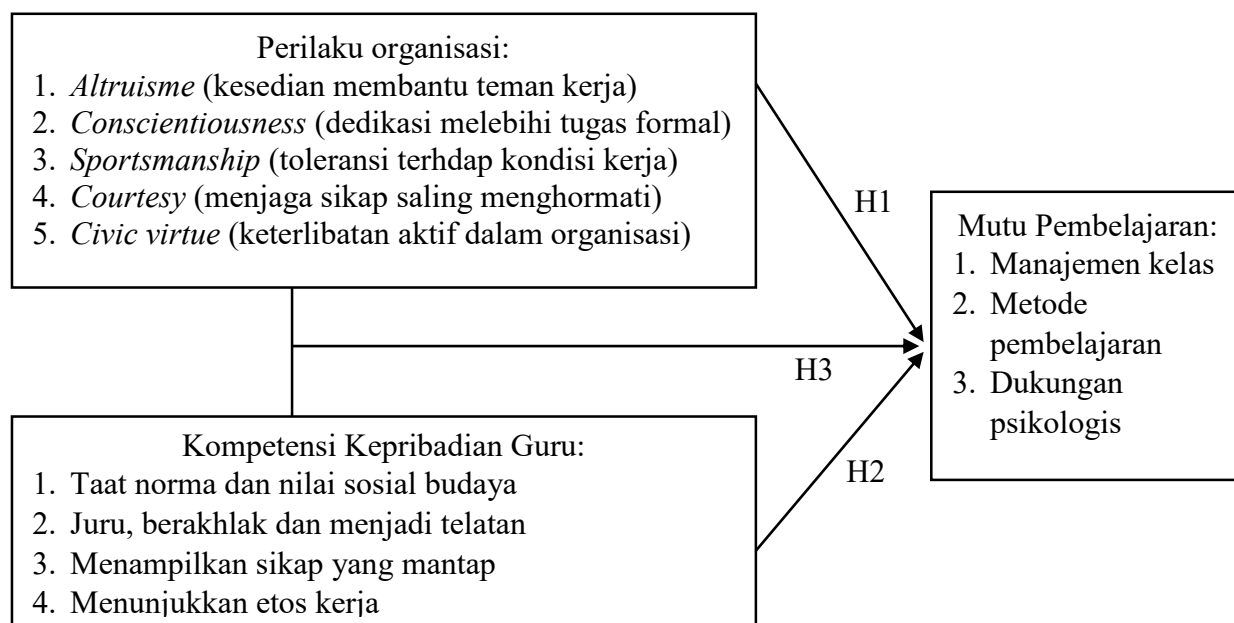 Perilaku organisasi:
1. Altruisme (kesedian membantu teman kerja)
2. Conscientiousness (dedikasi melebihi tugas formal)
3. Sportsmanship (toleransi terhdap kondisi kerja)
4. Courtesy (menjaga sikap saling menghormati)
5. Civic virtue (keterlibatan aktif dalam organisasi)
H1
Mutu Pembelajaran:
1. Manajemen kelas
2. Metode
pembelajaran
3. Dukungan
psikologis
H3
Kompetensi Kepribadian Guru:
1. Taat norma dan nilai sosial budaya
2. Juru, berakhlak dan menjadi telatan
3. Menampilkan sikap yang mantap
4. Menunjukkan etos kerja
H2